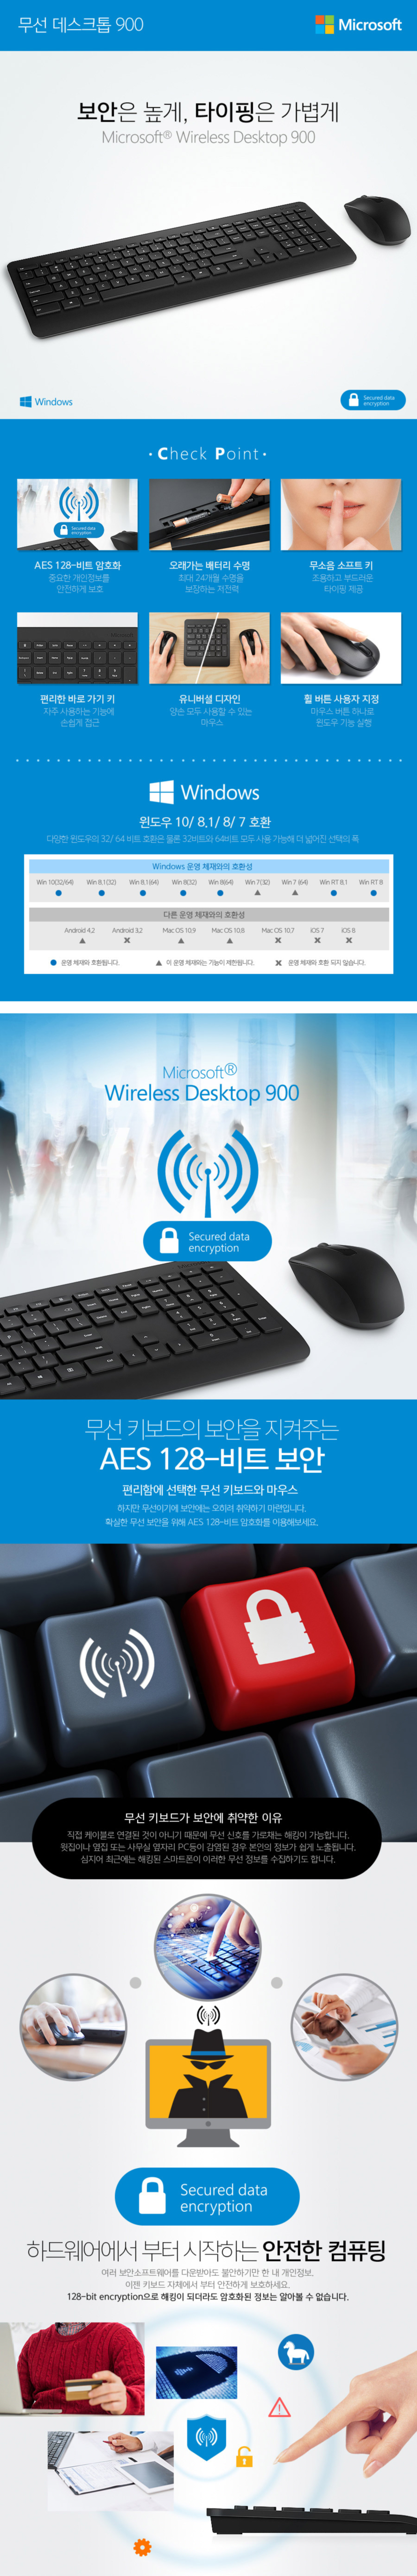 무선 데스크톱 900
Microsoft
보안은 높게, 타이핑은 가볍게
Microsoft® Wireless Desktop 900
Windows
Secured data
encryption
· Check Point ·
Secured data
encryption
AES 128-비트 암호화
중요한 개인정보를
안전하게 보호
오래가는 배터리 수명
최대 24개월 수명을
보장하는 저전력
무소음 소프트 키
조용하고 부드러운
타이핑 제공
편리한 바로 가기 키
자주 사용하는 기능에
손쉽게 접근
유니버설 디자인
양손 모두 사용할 수 있는
마우스
휠 버튼 사용자 지정
마우스 버튼 하나로
윈도우 기능 실행
Windows
윈도우 10/ 8.1/ 8/ 7 호환
다양한 윈도우의 32/ 64 비트 호환은 물론 32비트와 64비트 모두 사용 가능해 더 넓어진 선택의 폭
Windows 운영 체제와의 호환성
Win 10(32/64) Win 8.1(32) Win 8.1(64) Win 8(32) Win 8(64) Win 7(32) Win 7 (64) Win RT 8.1 Win RT 8
● ● ● ● ● ▲ ▲ ● ●
다른 운영 체제와의 호환성
Android 4.2 Android 3.2 Mac OS 10.9 Mac OS 10.8 Mac OS 10.7 iOS 7 iOS 8
▲ X ▲ ▲ X X X
● 운영 체제와 호환됩니다. ▲ 이 운영 체제와는 기능이 제한됩니다. X 운영 체제와 호환 되지 않습니다.
Microsoft®
Wireless Desktop 900
Secured data
encryption
무선 키보드의 보안을 지켜주는
AES 128-비트 보안
편리함에 선택한 무선 키보드와 마우스
하지만 무선이기에 보안에는 오히려 취약하기 마련입니다.
확실한 무선 보안을 위해 AES 128-비트 암호화를 이용해보세요.
무선 키보드가 보안에 취약한 이유
직접 케이블로 연결된 것이 아니기 때문에 무선 신호를 가로채는 해킹이 가능합니다.
윗집이나 옆집 또는 사무실 옆자리 PC등이 감염된 경우 본인의 정보가 쉽게 노출됩니다.
심지어 최근에는 해킹된 스마트폰이 이러한 무선 정보를 수집하기도 합니다.
Secured data
encryption
하드웨어에서 부터 시작하는 안전한 컴퓨팅
여러 보안소프트웨어를 다운받아도 불안하기만 한 내 개인정보.
이젠 키보드 자체에서 부터 안전하게 보호하세요.
128-bit encryption으로 해킹이 되더라도 암호화된 정보는 알아볼 수 없습니다.